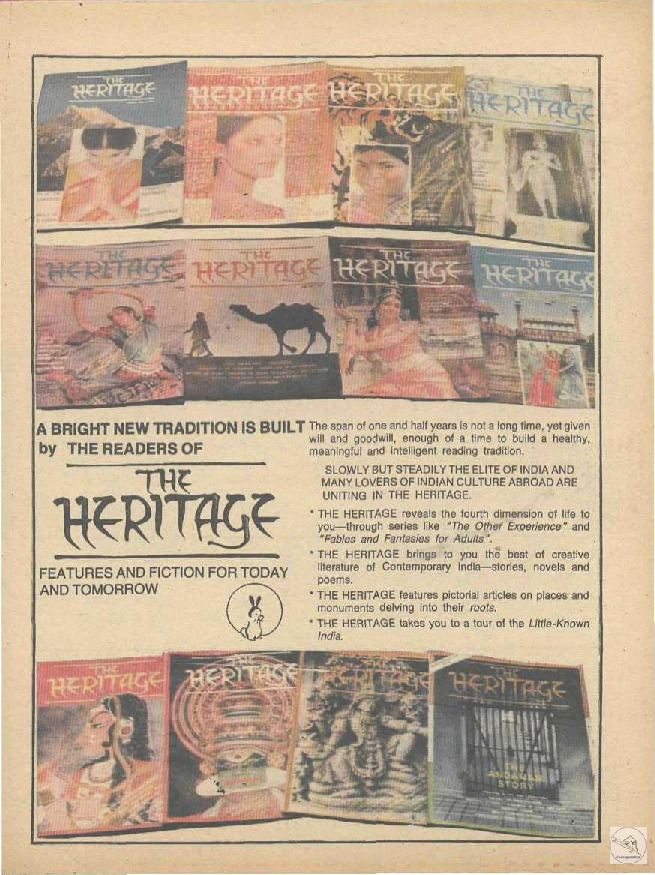 THE
HERITAGE
THE
HERITAGE
THE
HERITAGE
THE
HERITAGE
THE
HERITAGE
THE
HERITAGE
THE
HERITAGE
THE
HERITAGE
A BRIGHT NEW TRADITION IS BUILT
by THE READERS OF
THE
HERITAGE
FEATURES AND FICTION FOR TODAY
AND TOMORROW
The span of one and half years is not a long time, yet given
will and goodwill, enough of a time to build a healthy,
meaningful and intelligent reading tradition.
SLOWLY BUT STEADILY THE ELITE OF INDIA AND
MANY LOVERS OF INDIAN CULTURE ABROAD ARE
UNITING IN THE HERITAGE.
* THE HERITAGE reveals the fourth dimension of life to
you—through series like "The Other Experience" and
"Fables and Fantasies for Adults".
* THE HERITAGE brings to you the best of creative
literature of Contemporary India—stories, novels and
poems.
* THE HERITAGE features pictorial articles on places and
monuments delving into their roots.
* THE HERITAGE takes you to a tour of the Little-Known
India.
THE
HERITAGE
THE
HERITAGE
THE
HERITAGE
THE
HERITAGE
THE
ANDAMAN
STORY